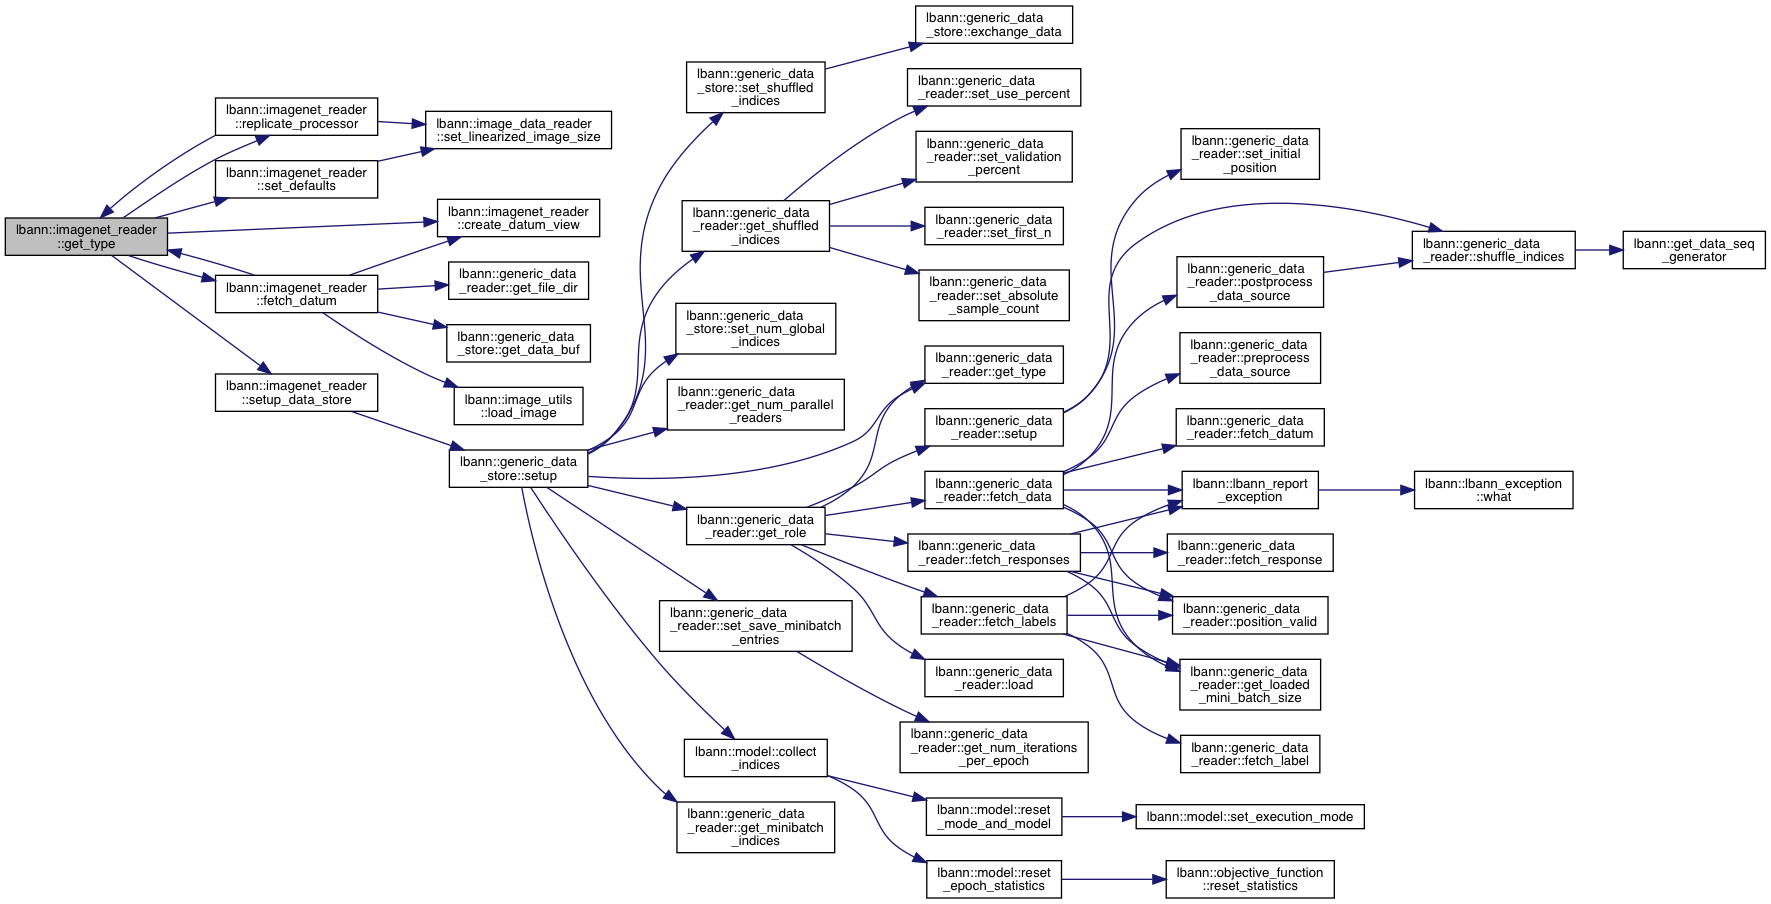 lbann::imagenet_reader
::get_type
lbann::imagenet_reader
::replicate_processor
lbann::imagenet_reader
::set_defaults
lbann::imagenet_reader
::fetch_datum
lbann::imagenet_reader
::setup_data_store
lbann::image_data_reader
::set_linearized_image_size
lbann::imagenet_reader
::create_datum_view
lbann::generic_data
_reader::get_file_dir
lbann::generic_data
_store::get_data_buf
lbann::image_utils
::load_image
lbann::generic_data
_store::setup
lbann::generic_data
_store::set_shuffled
_indices
lbann::generic_data
_reader::get_shuffled
_indices
lbann::generic_data
_store::set_num_global
_indices
lbann::generic_data
_reader::get_num_parallel
_readers
lbann::generic_data
_reader::get_role
lbann::generic_data
_reader::set_save_minibatch
_entries
lbann::model::collect
_indices
lbann::generic_data
_reader::get_minibatch
_indices
lbann::generic_data
_store::exchange_data
lbann::generic_data
_reader::set_use_percent
lbann::generic_data
_reader::set_validation
_percent
lbann::generic_data
_reader::set_first_n
lbann::generic_data
_reader::set_absolute
_sample_count
lbann::generic_data
_reader::get_type
lbann::generic_data
_reader::setup
lbann::generic_data
_reader::fetch_data
lbann::generic_data
_reader::fetch_responses
lbann::generic_data
_reader::fetch_labels
lbann::generic_data
_reader::load
lbann::generic_data
_reader::get_num_iterations
_per_epoch
lbann::model::reset
_mode_and_model
lbann::model::reset
_epoch_statistics
lbann::generic_data
_reader::set_initial
_position
lbann::generic_data
_reader::postprocess
_data_source
lbann::generic_data
_reader::preprocess
_data_source
lbann::generic_data
_reader::fetch_datum
lbann::lbann_report
_exception
lbann::generic_data
_reader::fetch_response
lbann::generic_data
_reader::position_valid
lbann::generic_data
_reader::get_loaded
_mini_batch_size
lbann::generic_data
_reader::fetch_label
lbann::model::set_execution_mode
lbann::objective_function
::reset_statistics
lbann::generic_data
_reader::shuffle_indices
lbann::lbann_exception
::what
lbann::get_data_seq
_generator